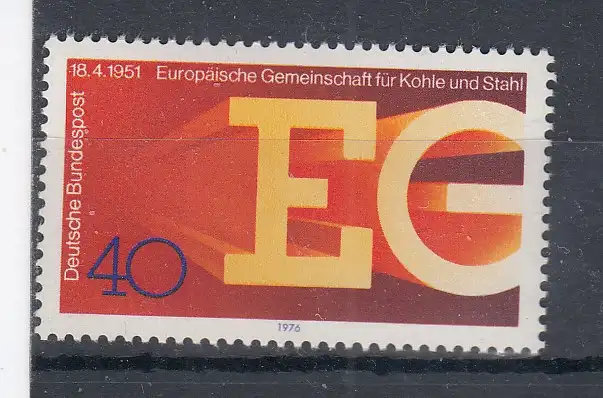 18.4.1951 Europäische Gemeinschaft für Kohle und Stahl
Deutsche Bundespost
EG
40
1976